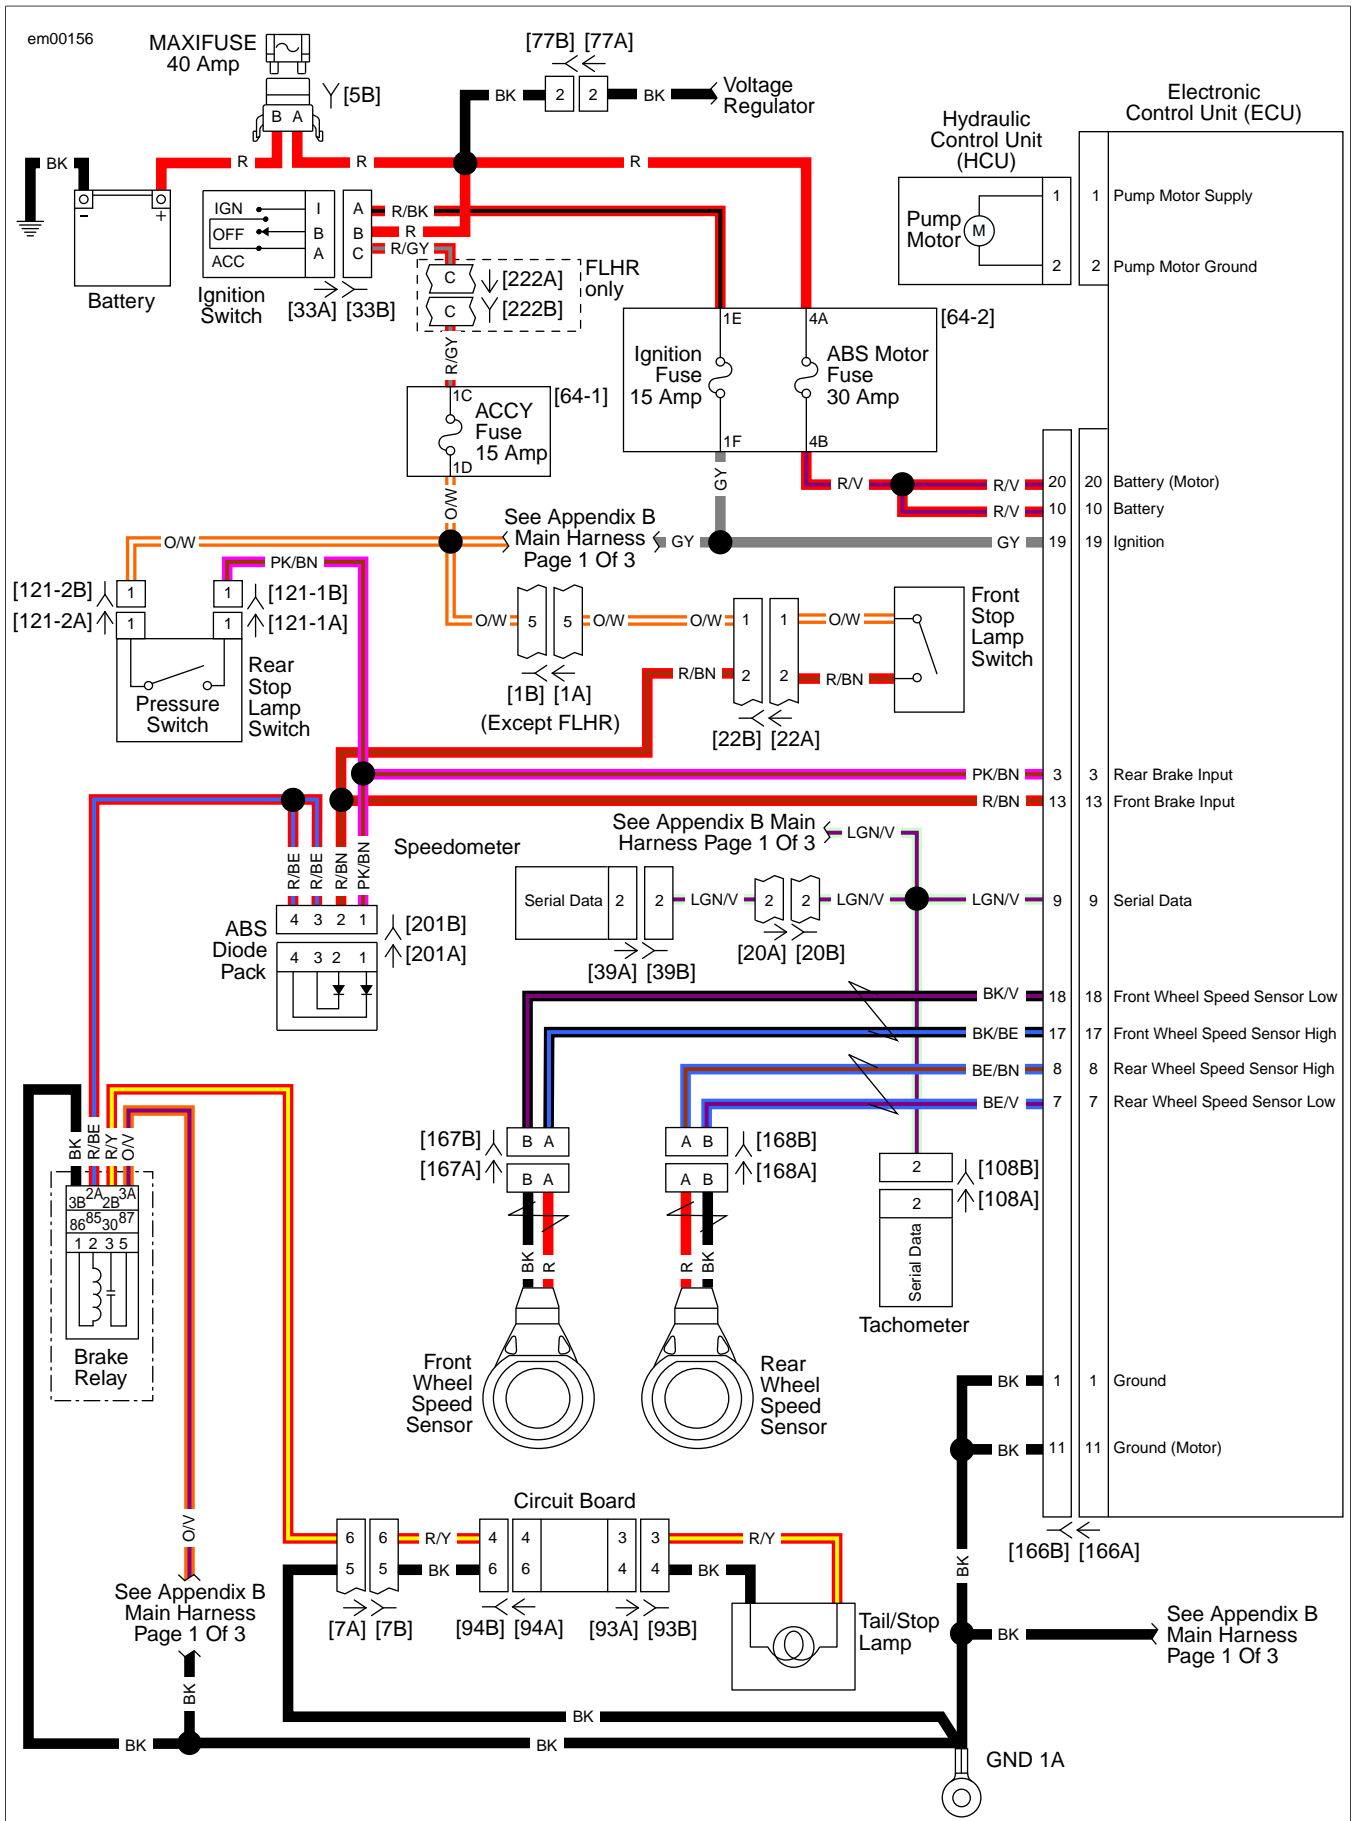 em00156
MAXIFUSE
40 Amp
[5B]
B A
[77B] [77A]
BK 2 2 BK
Voltage
Regulator
Electronic
Control Unit (ECU)
Hydraulic
Control Unit
(HCU)
BK
R R R
- +
Battery
IGN I
OFF B
ACC A
A R/BK
B R
C R/GY
Ignition
Switch
[33A] [33B]
C [222A]
C [222B]
FLHR
only
Pump
Motor
M
1 1 Pump Motor Supply
2 2 Pump Motor Ground
R/GY
1C
ACCY
Fuse
15 Amp
1D
[64-1]
1E 4A
[64-2]
Ignition
Fuse
15 Amp
ABS Motor
Fuse
30 Amp
1F 4B
GY
R/V R/V 20 20 Battery (Motor)
R/V 10 10 Battery
O/W
O/W
See Appendix B
Main Harness
Page 1 Of 3
GY GY 19 19 Ignition
PK/BN
[121-2B] 1 1 [121-1B]
[121-2A] 1 1 [121-1A]
Pressure
Switch
Rear
Stop
Lamp
Switch
O/W 5 5 O/W O/W 1 1 O/W
[1B] [1A]
(Except FLHR)
R/BN 2 2 R/BN
[22B] [22A]
Front
Stop
Lamp
Switch
PK/BN 3 3 Rear Brake Input
R/BN 13 13 Front Brake Input
R/BE R/BE R/BN PK/BN
Speedometer
See Appendix B Main
Harness Page 1 Of 3
LGN/V
Serial Data 2 2 LGN/V 2 2 LGN/V LGN/V 9 9 Serial Data
[39A] [39B]
[20A] [20B]
ABS
Diode
Pack
4 3 2 1 [201B]
4 3 2 1 [201A]
BK/V 18 18 Front Wheel Speed Sensor Low
BK/BE 17 17 Front Wheel Speed Sensor High
BE/BN 8 8 Rear Wheel Speed Sensor High
BE/V 7 7 Rear Wheel Speed Sensor Low
[167B] B A
[167A] B A
A B [168B]
A B [168A]
BK R
R BK
Front
Wheel
Speed
Sensor
Rear
Wheel
Speed
Sensor
2 [108B]
2 [108A]
Serial Data
Tachometer
BK R/BE R/Y O/V
3B 2A 2B 3A
86 85 30 87
1 2 3 5
Brake
Relay
BK 1 1 Ground
BK 11 11 Ground (Motor)
[166B] [166A]
O/V
See Appendix B
Main Harness
Page 1 Of 3
BK
Circuit Board
6 6 R/Y 4 4 3 3 R/Y
5 5 BK 6 6 4 4 BK
[7A] [7B]
[94B] [94A]
[93A] [93B]
Tail/Stop
Lamp
BK
BK
See Appendix B
Main Harness
Page 1 Of 3
BK
BK BK
GND 1A